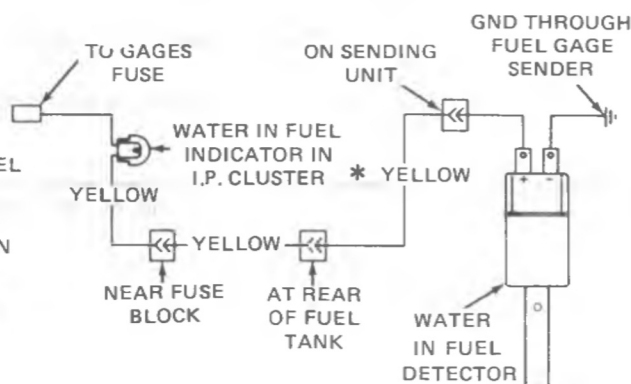 TO GAGES
FUSE
ON SENDING
UNIT
GND THROUGH
FUEL GAGE
SENDER
WATER IN FUEL
INDICATOR IN
I.P. CLUSTER
* YELLOW
EL
YELLOW
N
YELLOW
NEAR FUSE
BLOCK
AT REAR
OF FUEL
TANK
+ -
WATER
IN FUEL
DETECTOR